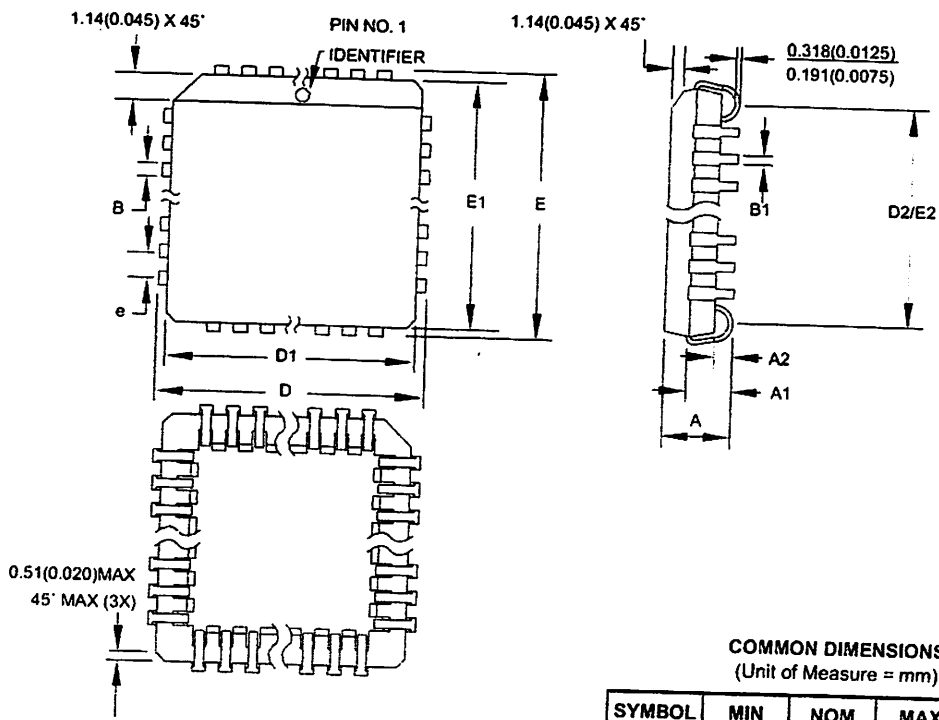 1.14(0.045) X 45°
PIN NO. 1
IDENTIFIER
1.14(0.045) X 45°
0.318(0.0125)
0.191(0.0075)
B
e
E1
E
B1
D2/E2
D1
D
A2
A1
A
0.51(0.020)MAX
45° MAX (3X)
COMMON DIMENSIONS
(Unit of Measure = mm)
SYMBOL MIN NOM MAX